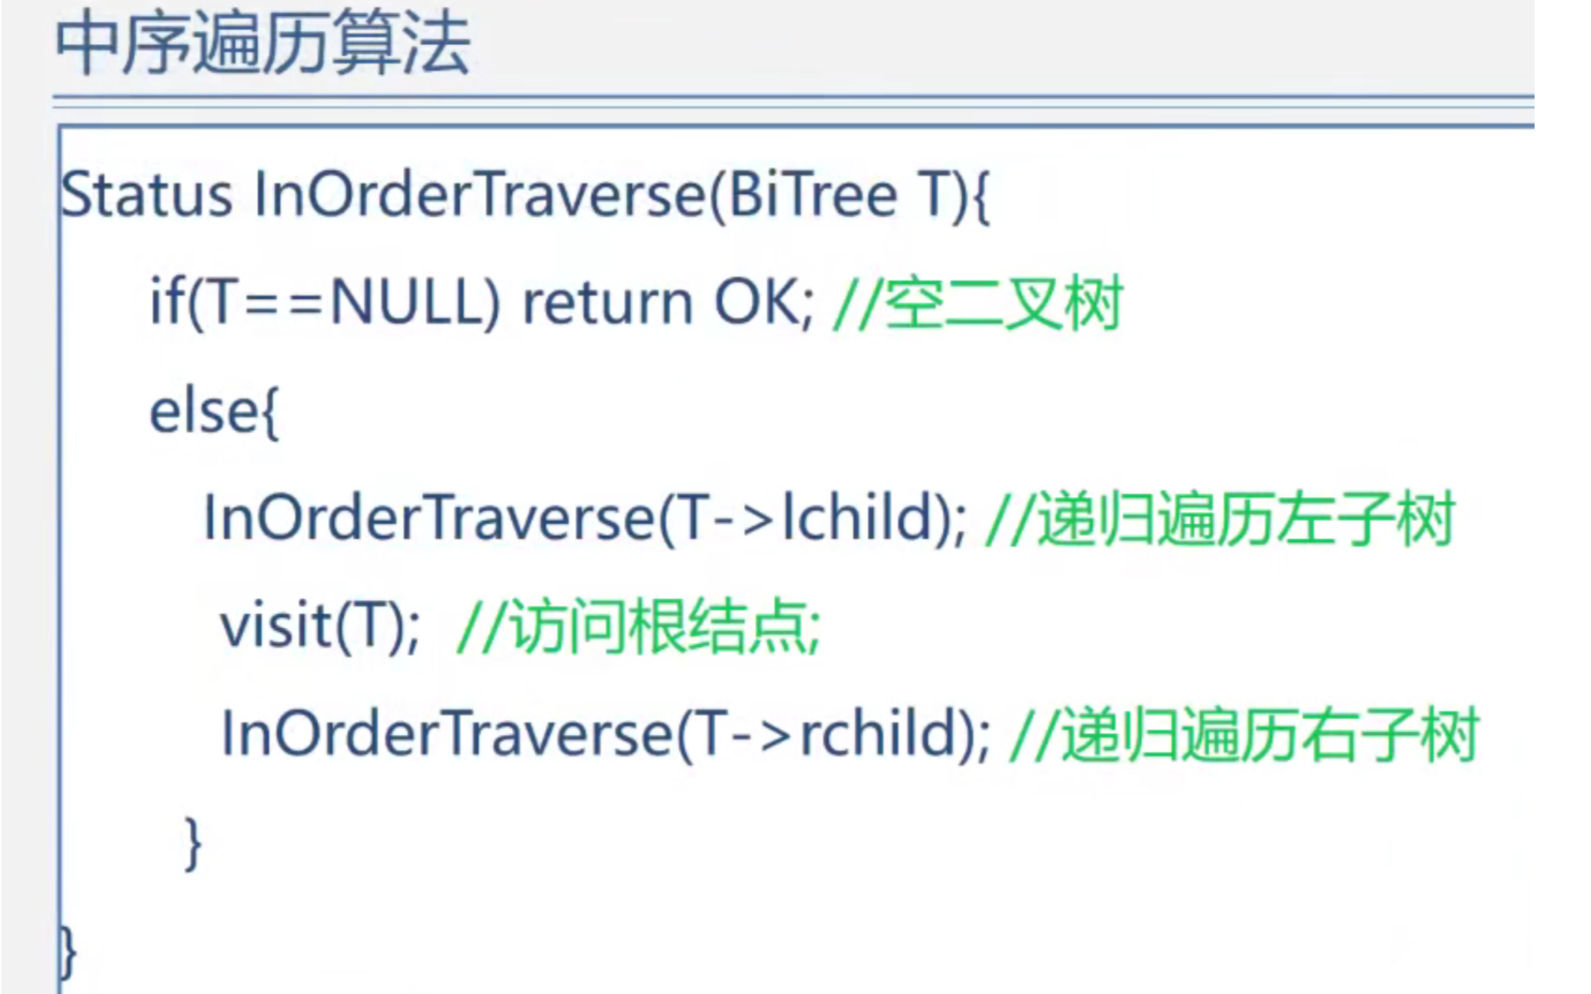 中序遍历算法
Status InOrderTraverse(BiTree T){
if(T==NULL) return OK; //空二叉树
else{
InOrderTraverse(T->lchild); //递归遍历左子树
visit(T); //访问根结点;
InOrderTraverse(T->rchild); //递归遍历右子树
}
}